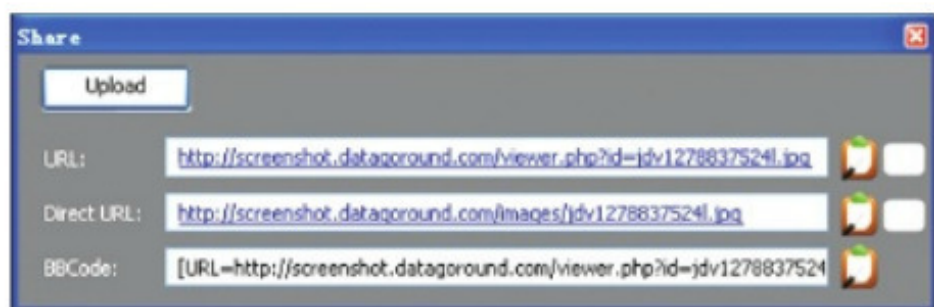 Share
Upload
URL: http://screenshot.datagoround.com/viewer.php?id=jdv1278837524l.jpg
Direct URL: http://screenshot.datagoround.com/images/jdv1278837524l.jpg
BBCode: [URL=http://screenshot.datagoround.com/viewer.php?id=jdv1278837524